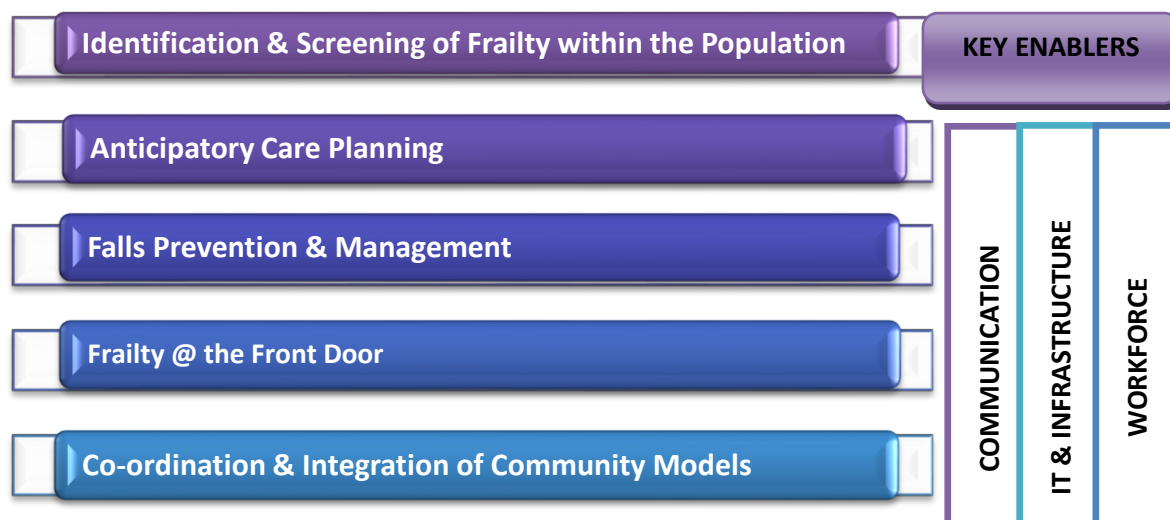 Identification & Screening of Frailty within the Population
KEY ENABLERS
Anticipatory Care Planning
Falls Prevention & Management
Frailty @ the Front Door
Co-ordination & Integration of Community Models
COMMUNICATION
IT & INFRASTRUCTURE
WORKFORCE